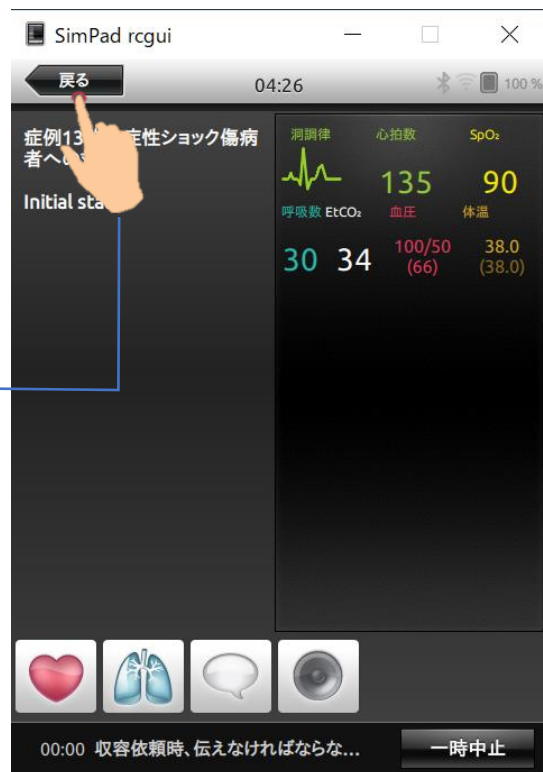 SimPad rcgui
戻る
04:26
100 %
症例13 性ショック傷病
者へ
Initial sta
洞調律 心拍数 SpO₂
135 90
呼吸数 EtCO₂ 血圧 体温
30 34 100/50 38.0
(66) (38.0)
00:00 収容依頼時、伝えなければならな...
一時中止